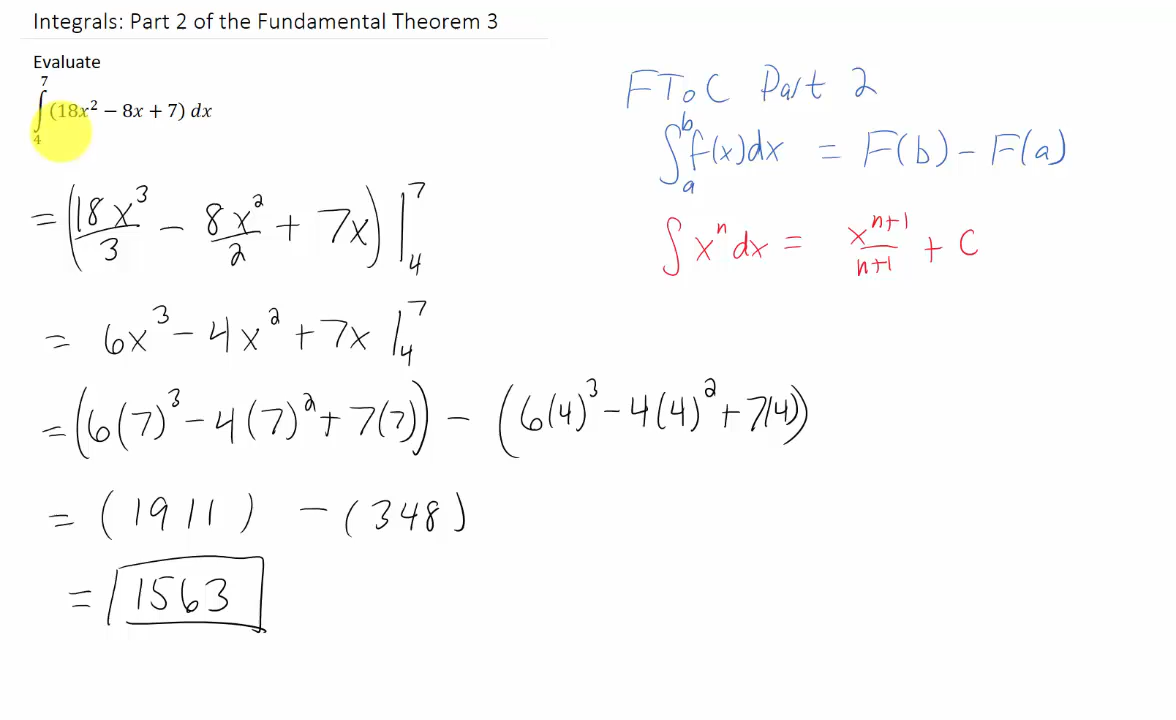 Integrals: Part 2 of the Fundamental Theorem 3
Evaluate
∫₄⁷ (18x² − 8x + 7) dx
= (18x³/3 − 8x²/2 + 7x) |₄⁷
= 6x³ − 4x² + 7x |₄⁷
= (6(7)³ − 4(7)² + 7(7)) − (6(4)³ − 4(4)² + 7(4))
= (1911) − (348)
= 1563
FToC Part 2
∫ₐᵇ f(x)dx = F(b) − F(a)
∫ xⁿ dx = xⁿ⁺¹/n+1 + C